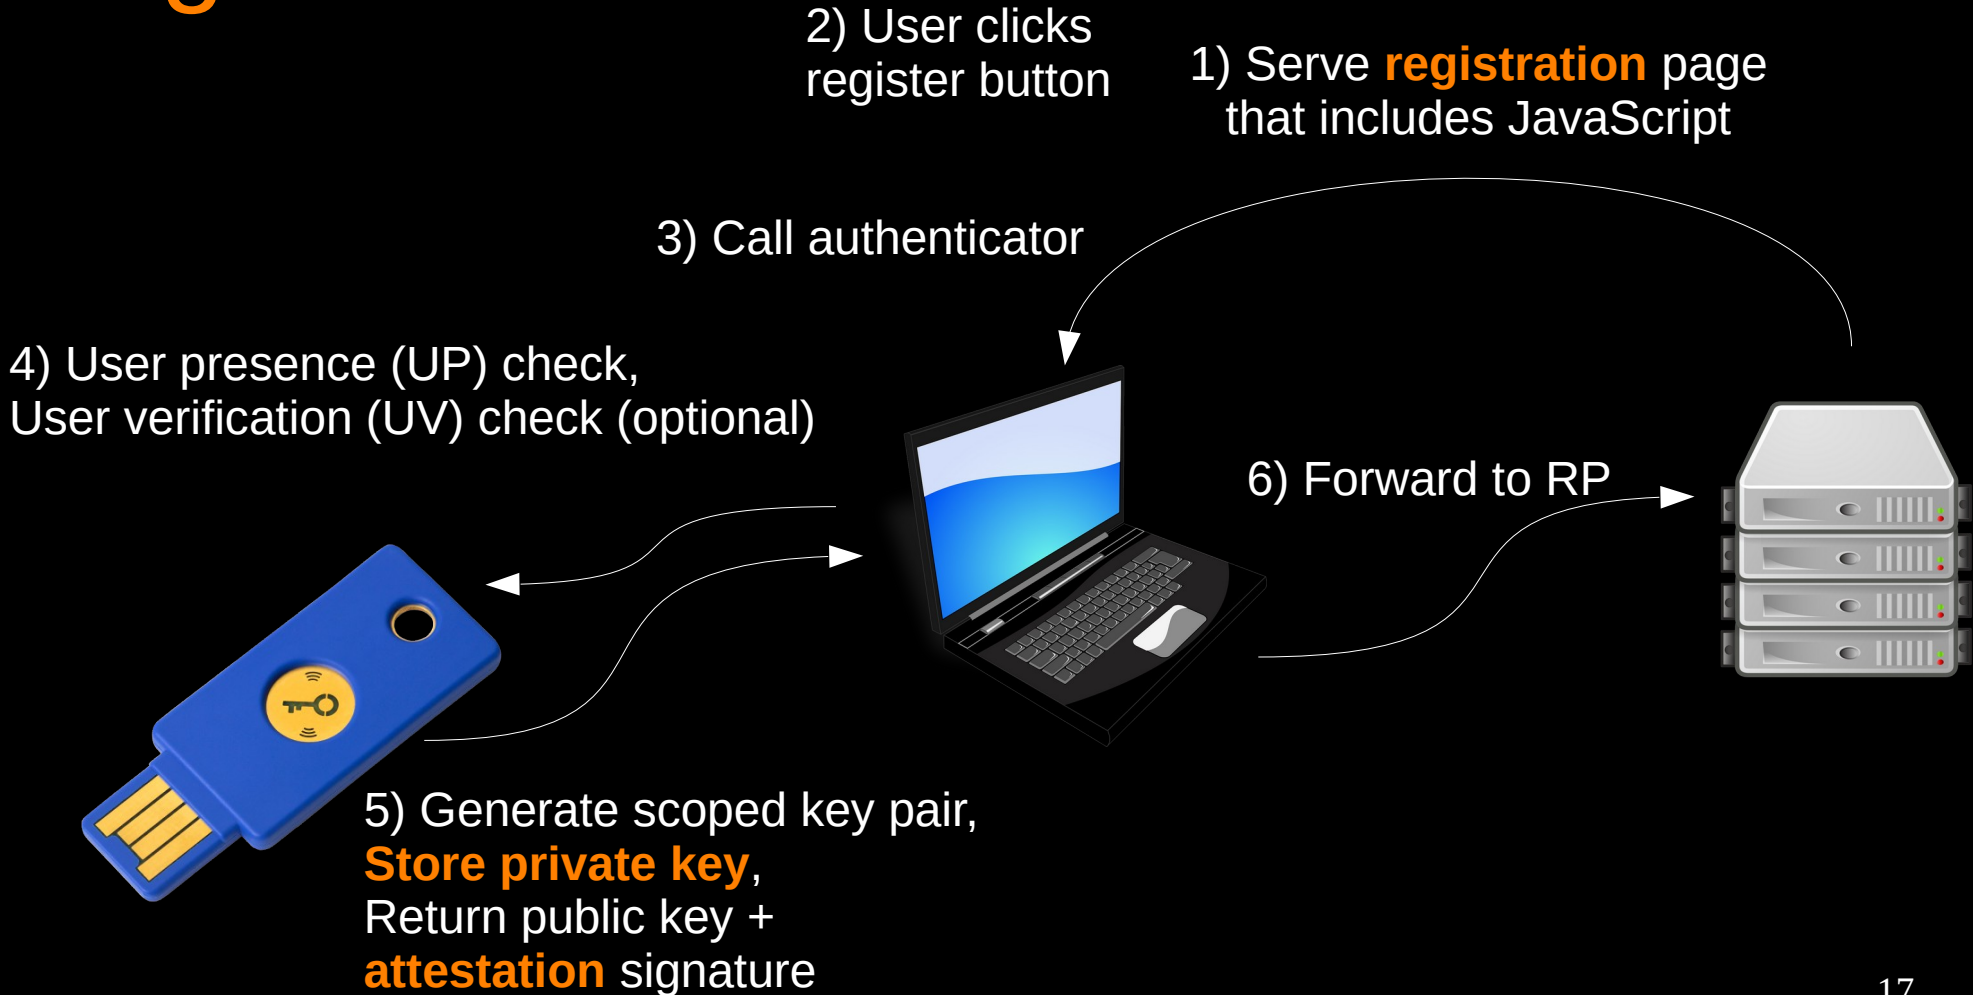 2) User clicks
register button
1) Serve registration page
that includes JavaScript
3) Call authenticator
4) User presence (UP) check,
User verification (UV) check (optional)
6) Forward to RP
5) Generate scoped key pair,
Store private key,
Return public key +
attestation signature
17